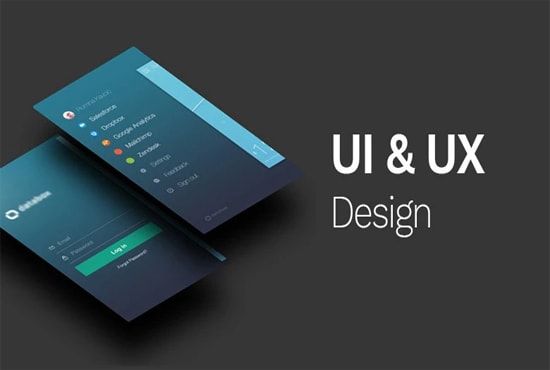 Salesforce
Dropbox
Google Analytics
Mailchimp
Zendesk
Settings
Feedback
Sign out
databox
Email
Password
Log In
Forgot Password?
UI & UX
Design